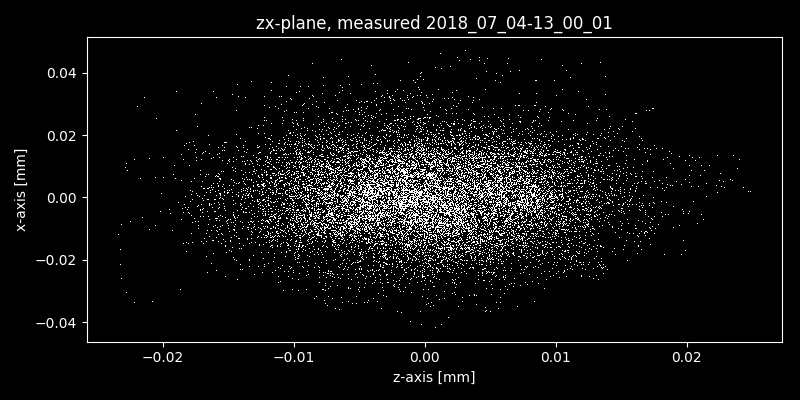 zx-plane, measured 2018_07_04-13_00_01
0.04
0.02
0.00
−0.02
−0.04
x-axis [mm]
−0.02 −0.01 0.00 0.01 0.02
z-axis [mm]